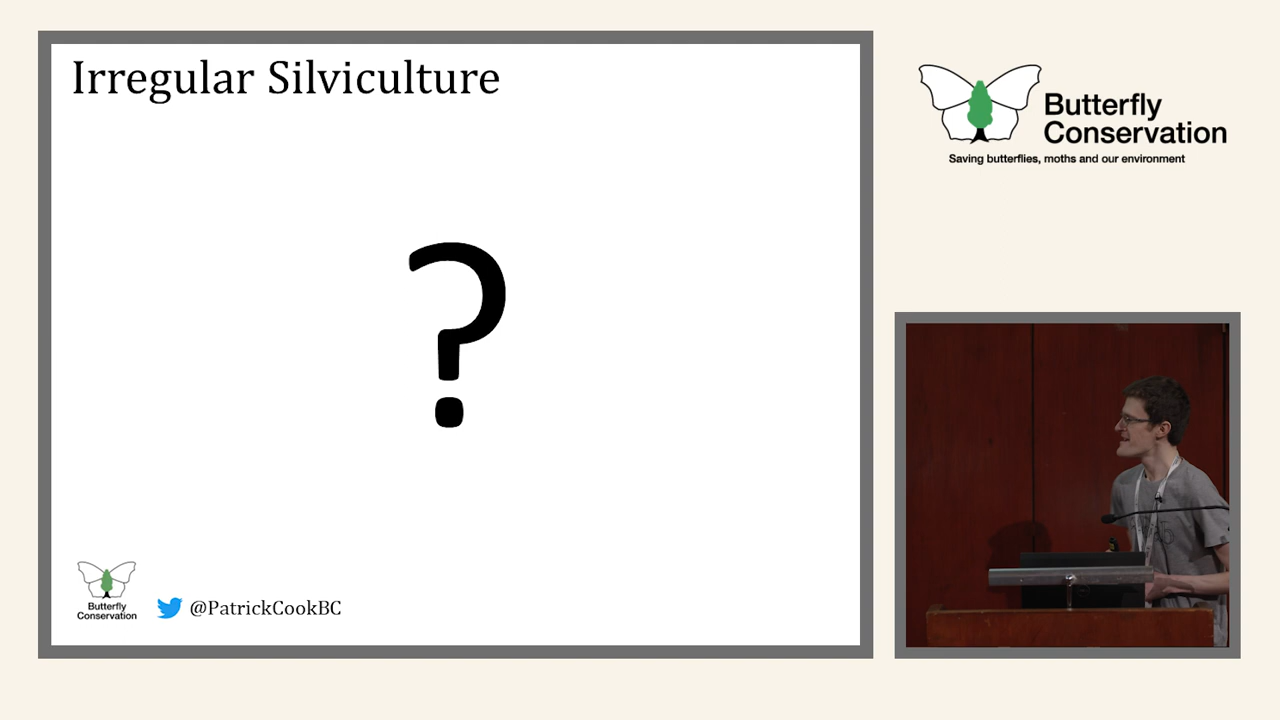 Irregular Silviculture
?
Butterfly
Conservation
@PatrickCookBC
Butterfly
Conservation
Saving butterflies, moths and our environment